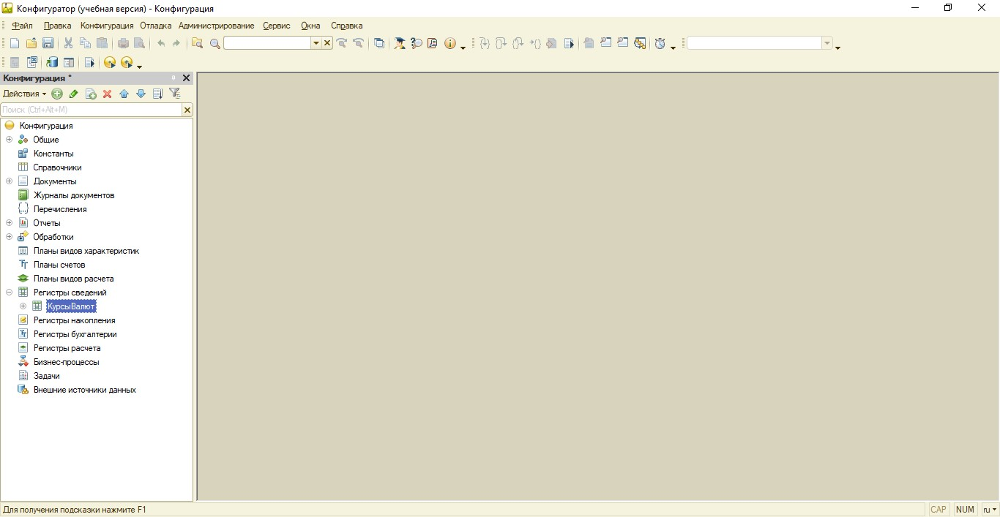 Конфигуратор (учебная версия) - Конфигурация
Файл Правка Конфигурация Отладка Администрирование Сервис Окна Справка
Конфигурация *
Действия
Поиск (Ctrl+Alt+M)
Конфигурация
Общие
Константы
Справочники
Документы
Журналы документов
Перечисления
Отчеты
Обработки
Планы видов характеристик
Планы счетов
Планы видов расчета
Регистры сведений
КурсыВалют
Регистры накопления
Регистры бухгалтерии
Регистры расчета
Бизнес-процессы
Задачи
Внешние источники данных
Для получения подсказки нажмите F1 CAP NUM ru